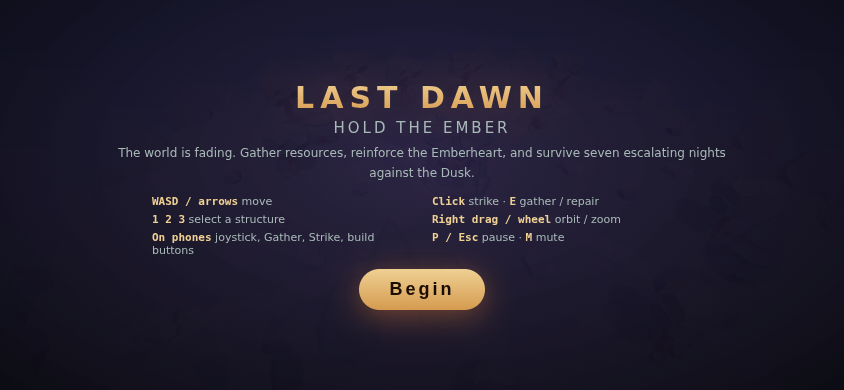 LAST DAWN
HOLD THE EMBER
The world is fading. Gather resources, reinforce the Emberheart, and survive seven escalating nights
against the Dusk.
WASD / arrows move
Click strike · E gather / repair
1 2 3 select a structure
Right drag / wheel orbit / zoom
On phones joystick, Gather, Strike, build
buttons
P / Esc pause · M mute
Begin